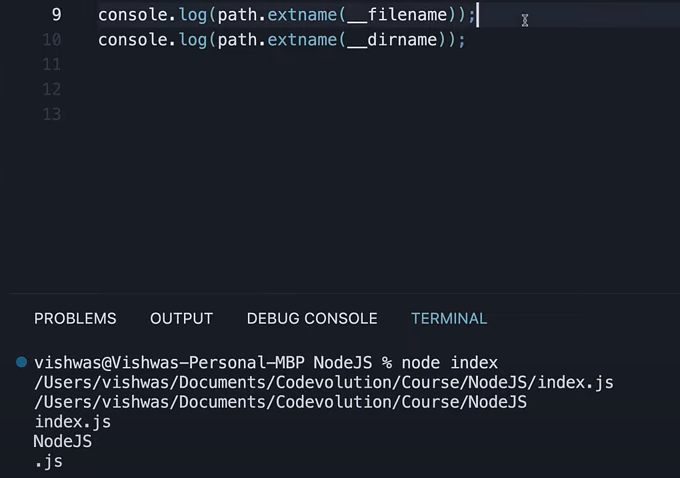 9 console.log(path.extname(__filename));
10 console.log(path.extname(__dirname));
11
12
13
PROBLEMS OUTPUT DEBUG CONSOLE TERMINAL
vishwas@Vishwas-Personal-MBP NodeJS % node index
/Users/vishwas/Documents/Codevolution/Course/NodeJS/index.js
/Users/vishwas/Documents/Codevolution/Course/NodeJS
index.js
NodeJS
.js